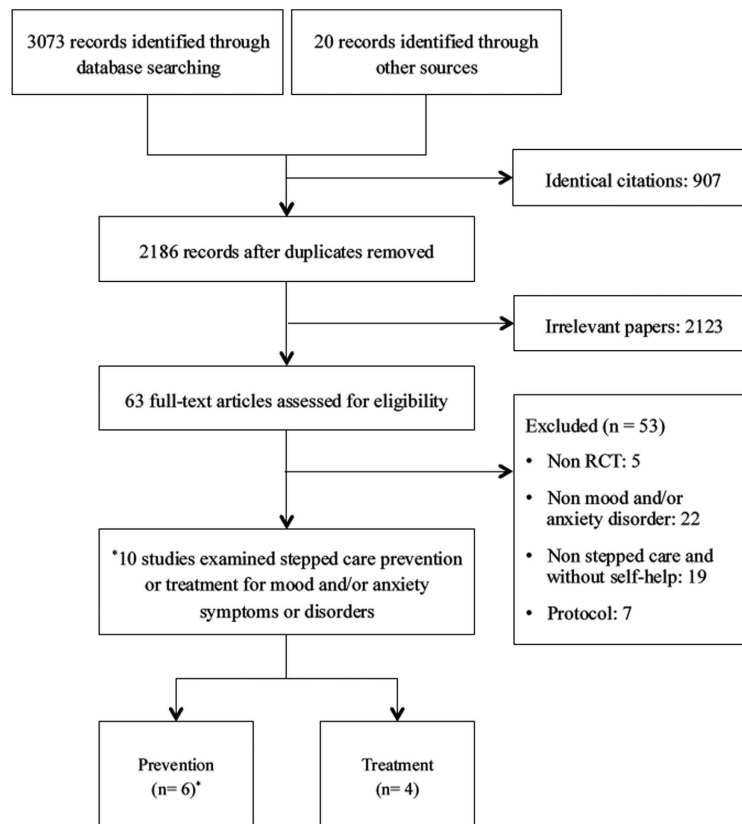 3073 records identified through
database searching
20 records identified through
other sources
Identical citations: 907
2186 records after duplicates removed
Irrelevant papers: 2123
63 full-text articles assessed for eligibility
Excluded (n = 53)
• Non RCT: 5
• Non mood and/or
anxiety disorder: 22
• Non stepped care and
without self-help: 19
• Protocol: 7
*10 studies examined stepped care prevention
or treatment for mood and/or anxiety
symptoms or disorders
Prevention
(n= 6)*
Treatment
(n= 4)